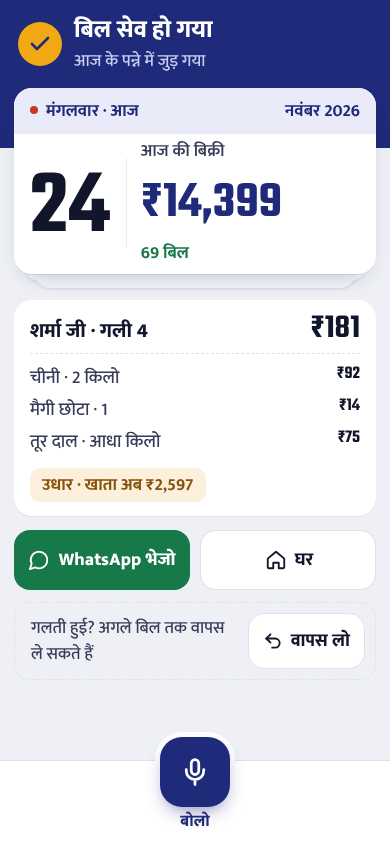 बिल सेव हो गया
आज के पन्ने में जुड़ गया
मंगलवार · आज
नवंबर 2026
24
आज की बिक्री
₹14,399
69 बिल
शर्मा जी · गली 4
₹181
चीनी · 2 किलो
₹92
मैगी छोटा · 1
₹14
तूर दाल · आधा किलो
₹75
उधार · खाता अब ₹2,597
WhatsApp भेजो
घर
गलती हुई? अगले बिल तक वापस
ले सकते हैं
वापस लो
बोलो